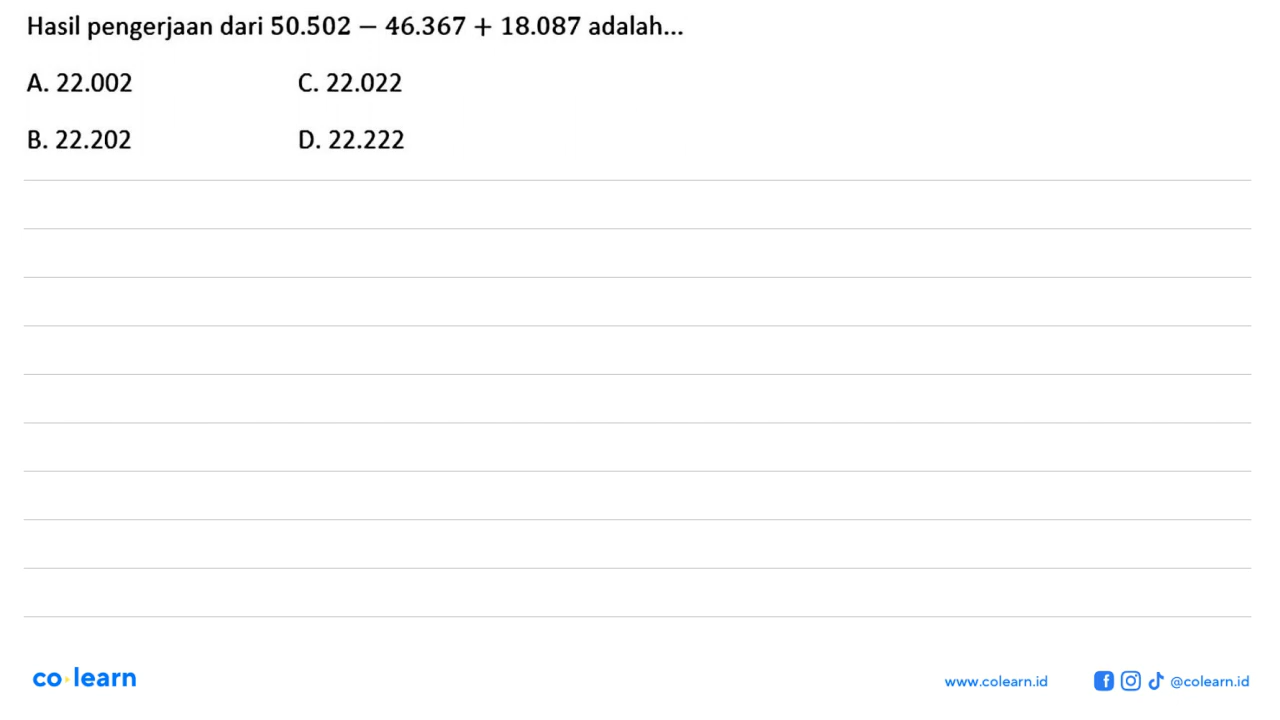 Hasil pengerjaan dari 50.502 − 46.367 + 18.087 adalah...
A. 22.002 C. 22.022
B. 22.202 D. 22.222
co learn
www.colearn.id @colearn.id